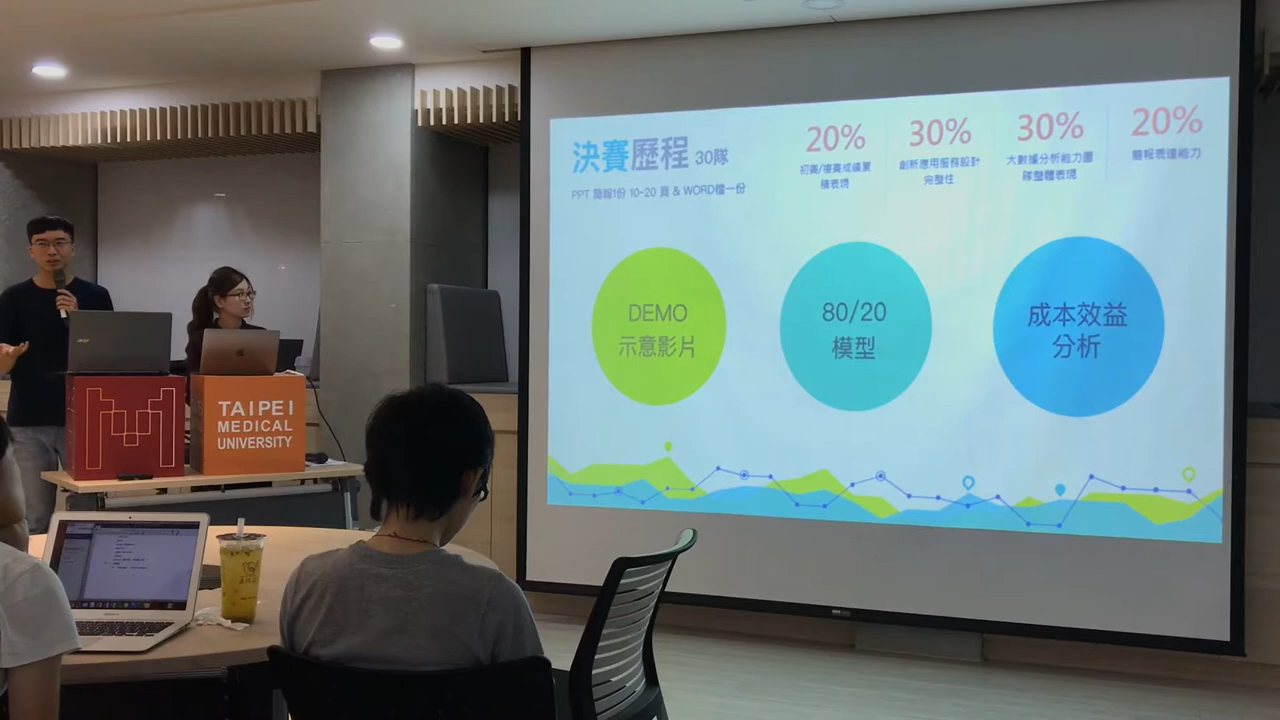 決賽歷程 30隊
PPT 簡報1份 10-20 頁 & WORD檔一份
20%
初賽/複賽成績累
積表現
30%
創新應用服務設計
完整性
30%
大數據分析能力團
隊整體表現
20%
簡報表達能力
DEMO
示意影片
80/20
模型
成本效益
分析
acer
TAIPEI
MEDICAL
UNIVERSITY